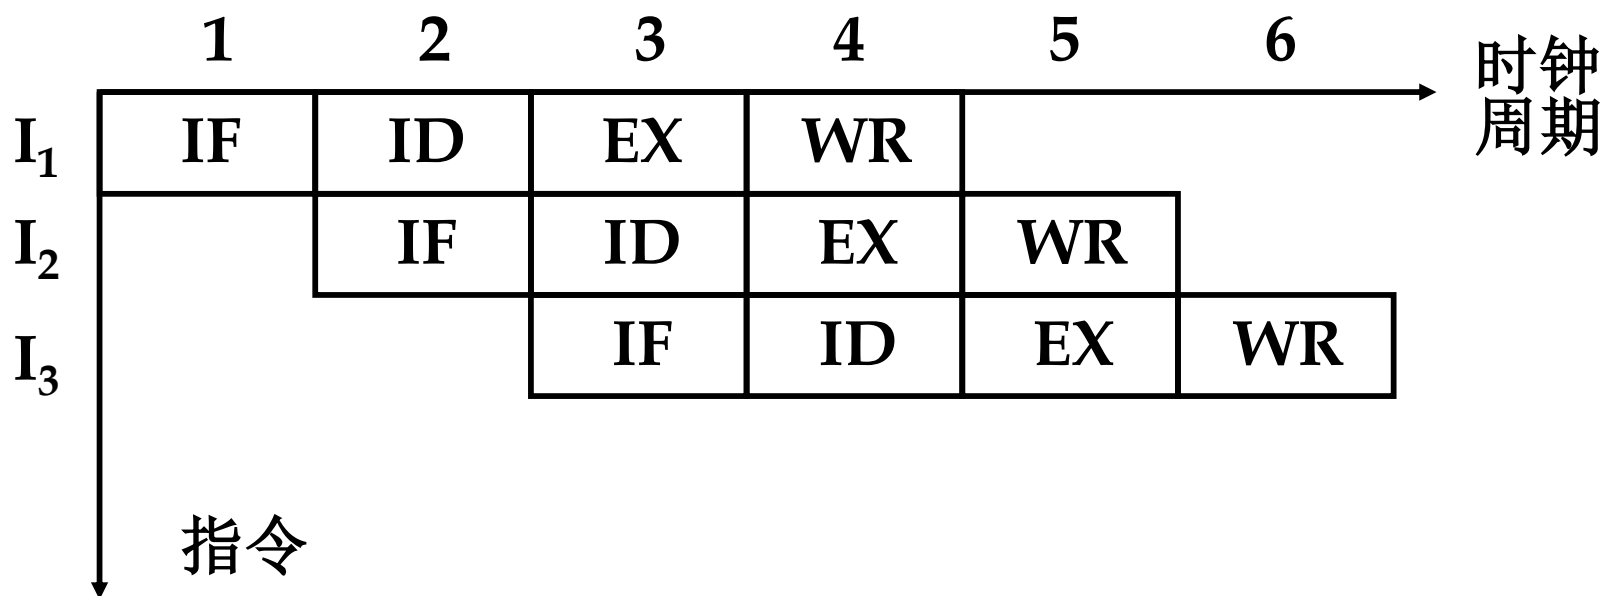 1 2 3 4 5 6
时钟
周期
I1 IF ID EX WR
I2 IF ID EX WR
I3 IF ID EX WR
指令